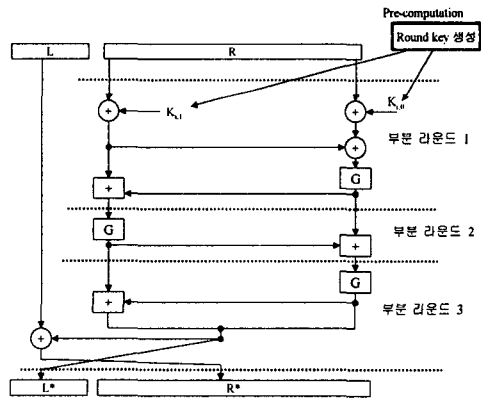 Pre-computation
Round key 생성
L
R
+
K_{i,1}
+
K_{i,0}
+
부분 라운드 1
G
+
G
부분 라운드 2
+
G
+
부분 라운드 3
+
L*
R*